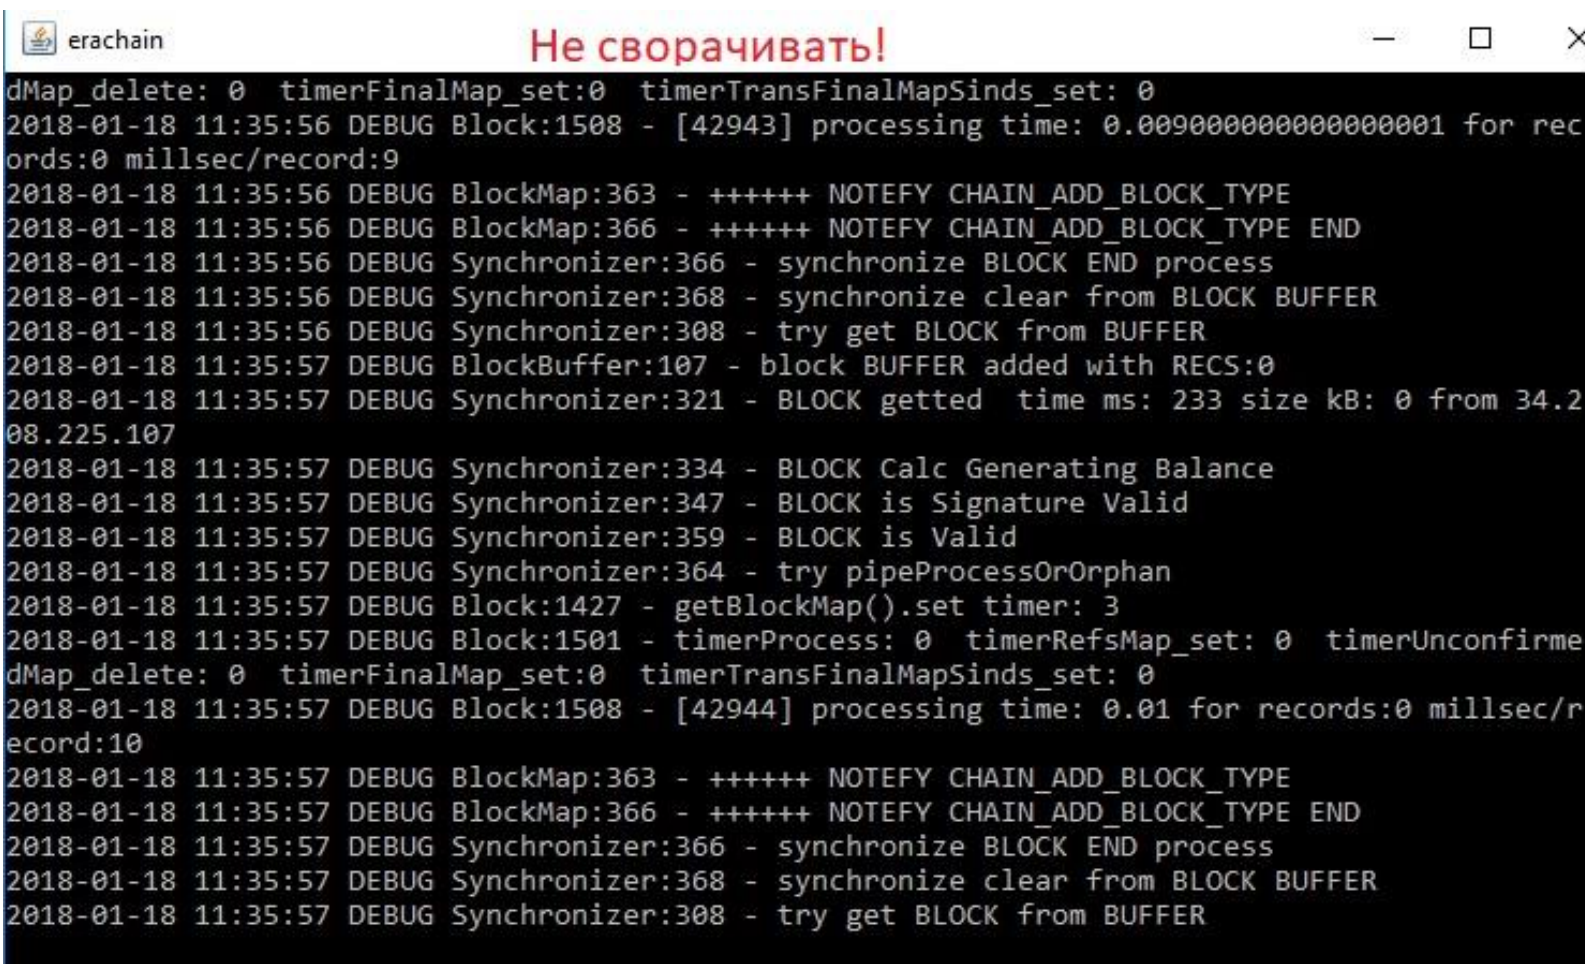 erachain
Не сворачивать!
dMap_delete: 0  timerFinalMap_set:0  timerTransFinalMapSinds_set: 0
2018-01-18 11:35:56 DEBUG Block:1508 - [42943] processing time: 0.009000000000000001 for rec
ords:0 millsec/record:9
2018-01-18 11:35:56 DEBUG BlockMap:363 - ++++++ NOTEFY CHAIN_ADD_BLOCK_TYPE
2018-01-18 11:35:56 DEBUG BlockMap:366 - ++++++ NOTEFY CHAIN_ADD_BLOCK_TYPE END
2018-01-18 11:35:56 DEBUG Synchronizer:366 - synchronize BLOCK END process
2018-01-18 11:35:56 DEBUG Synchronizer:368 - synchronize clear from BLOCK BUFFER
2018-01-18 11:35:56 DEBUG Synchronizer:308 - try get BLOCK from BUFFER
2018-01-18 11:35:57 DEBUG BlockBuffer:107 - block BUFFER added with RECS:0
2018-01-18 11:35:57 DEBUG Synchronizer:321 - BLOCK getted  time ms: 233 size kB: 0 from 34.2
08.225.107
2018-01-18 11:35:57 DEBUG Synchronizer:334 - BLOCK Calc Generating Balance
2018-01-18 11:35:57 DEBUG Synchronizer:347 - BLOCK is Signature Valid
2018-01-18 11:35:57 DEBUG Synchronizer:359 - BLOCK is Valid
2018-01-18 11:35:57 DEBUG Synchronizer:364 - try pipeProcessOrOrphan
2018-01-18 11:35:57 DEBUG Block:1427 - getBlockMap().set timer: 3
2018-01-18 11:35:57 DEBUG Block:1501 - timerProcess: 0  timerRefsMap_set: 0  timerUnconfirme
dMap_delete: 0  timerFinalMap_set:0  timerTransFinalMapSinds_set: 0
2018-01-18 11:35:57 DEBUG Block:1508 - [42944] processing time: 0.01 for records:0 millsec/r
ecord:10
2018-01-18 11:35:57 DEBUG BlockMap:363 - ++++++ NOTEFY CHAIN_ADD_BLOCK_TYPE
2018-01-18 11:35:57 DEBUG BlockMap:366 - ++++++ NOTEFY CHAIN_ADD_BLOCK_TYPE END
2018-01-18 11:35:57 DEBUG Synchronizer:366 - synchronize BLOCK END process
2018-01-18 11:35:57 DEBUG Synchronizer:368 - synchronize clear from BLOCK BUFFER
2018-01-18 11:35:57 DEBUG Synchronizer:308 - try get BLOCK from BUFFER